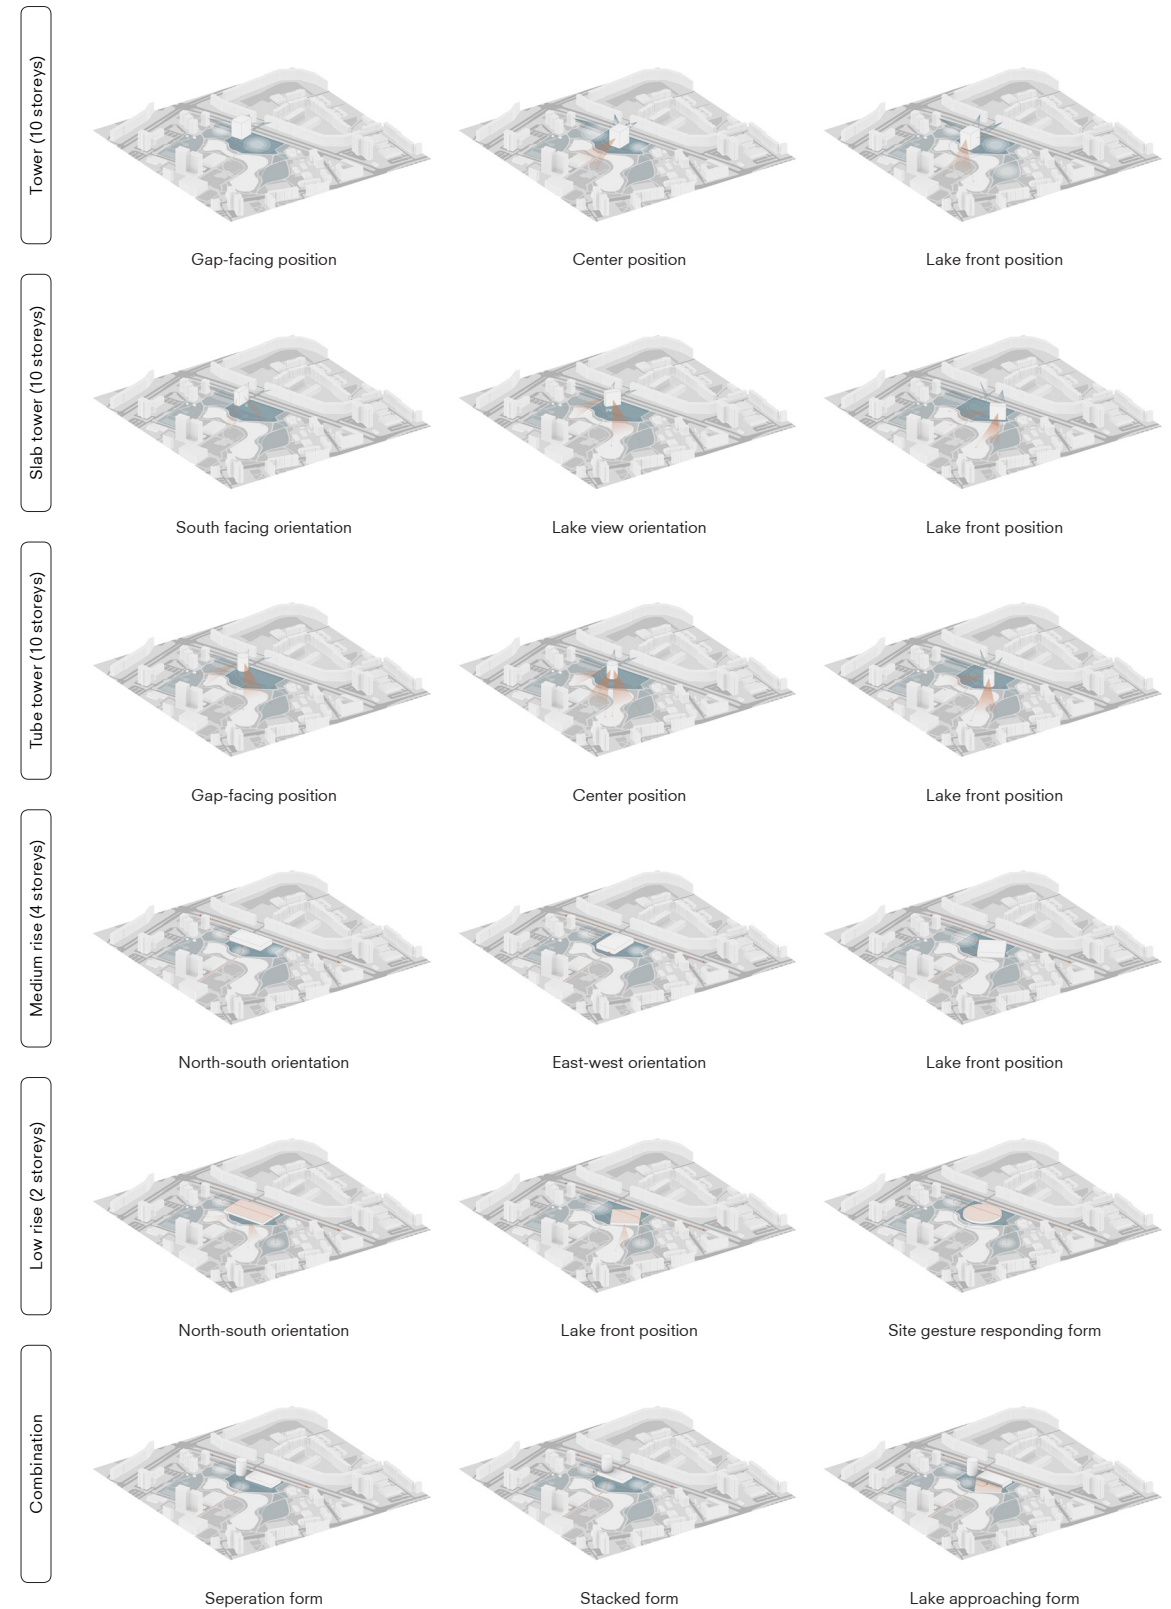 Tower (10 storeys)
Gap-facing position
Center position
Lake front position
Slab tower (10 storeys)
South facing orientation
Lake view orientation
Lake front position
Tube tower (10 storeys)
Gap-facing position
Center position
Lake front position
Medium rise (4 storeys)
North-south orientation
East-west orientation
Lake front position
Low rise (2 storeys)
North-south orientation
Lake front position
Site gesture responding form
Combination
Seperation form
Stacked form
Lake approaching form